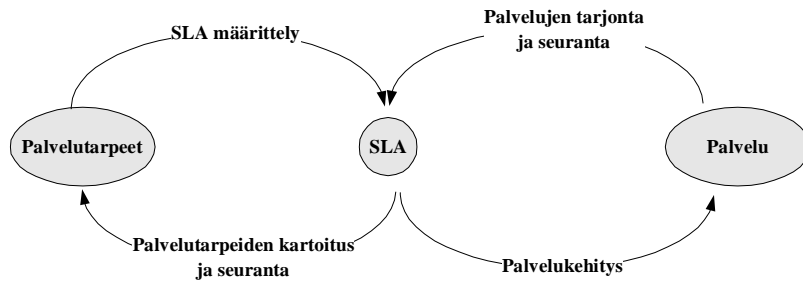 Palvelujen tarjonta
ja seuranta
SLA määrittely
Palvelutarpeet
SLA
Palvelu
Palvelutarpeiden kartoitus
ja seuranta
Palvelukehitys